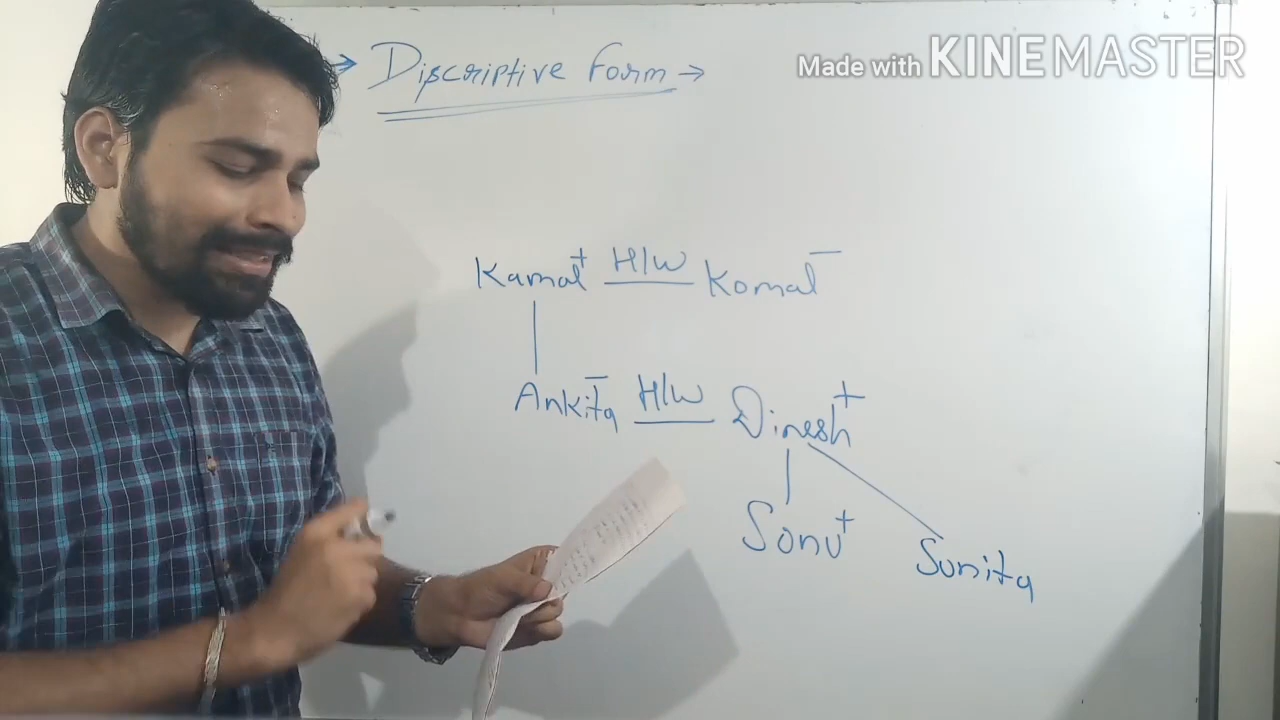 → Discriptive Form →
Made with KINEMASTER
Kamal+ H/W Komal−
Ankita− H/W Dinesh+
Sonu+
Sunita